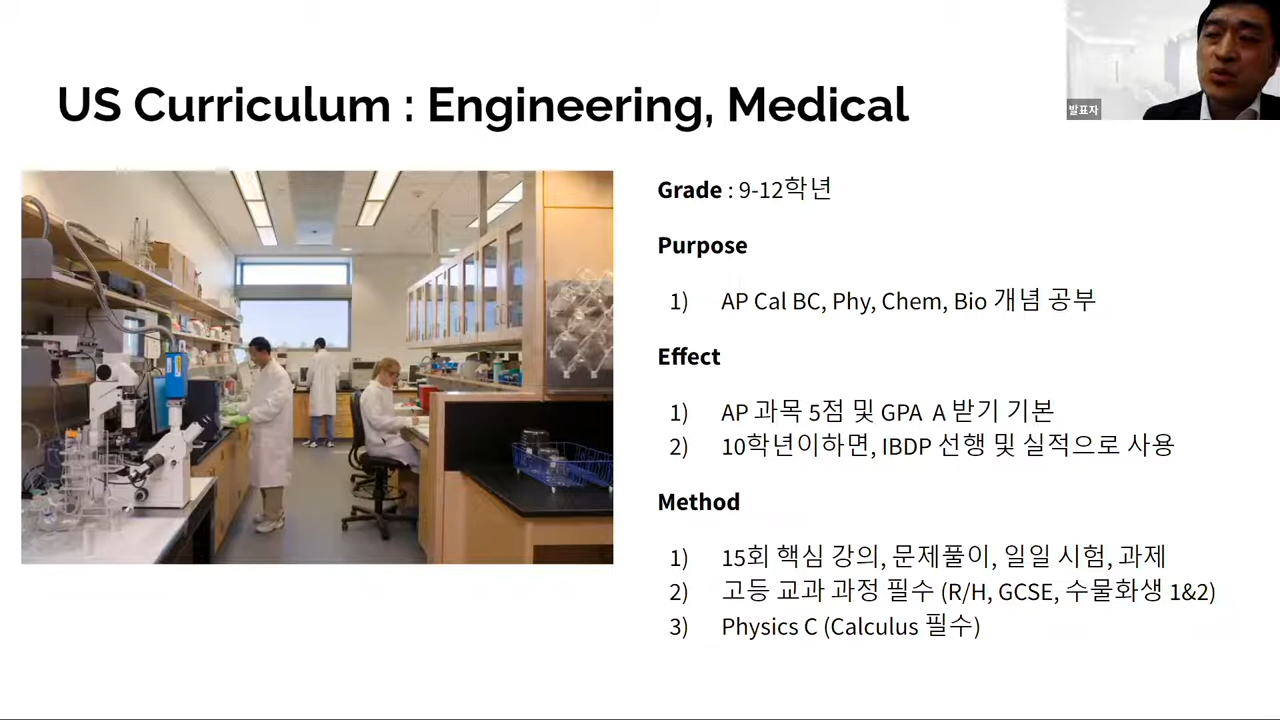 US Curriculum : Engineering, Medical
발표자
Grade : 9-12학년
Purpose
1) AP Cal BC, Phy, Chem, Bio 개념 공부
Effect
1) AP 과목 5점 및 GPA A 받기 기본
2) 10학년이하면, IBDP 선행 및 실적으로 사용
Method
1) 15회 핵심 강의, 문제풀이, 일일 시험, 과제
2) 고등 교과 과정 필수 (R/H, GCSE, 수물화생 1&2)
3) Physics C (Calculus 필수)